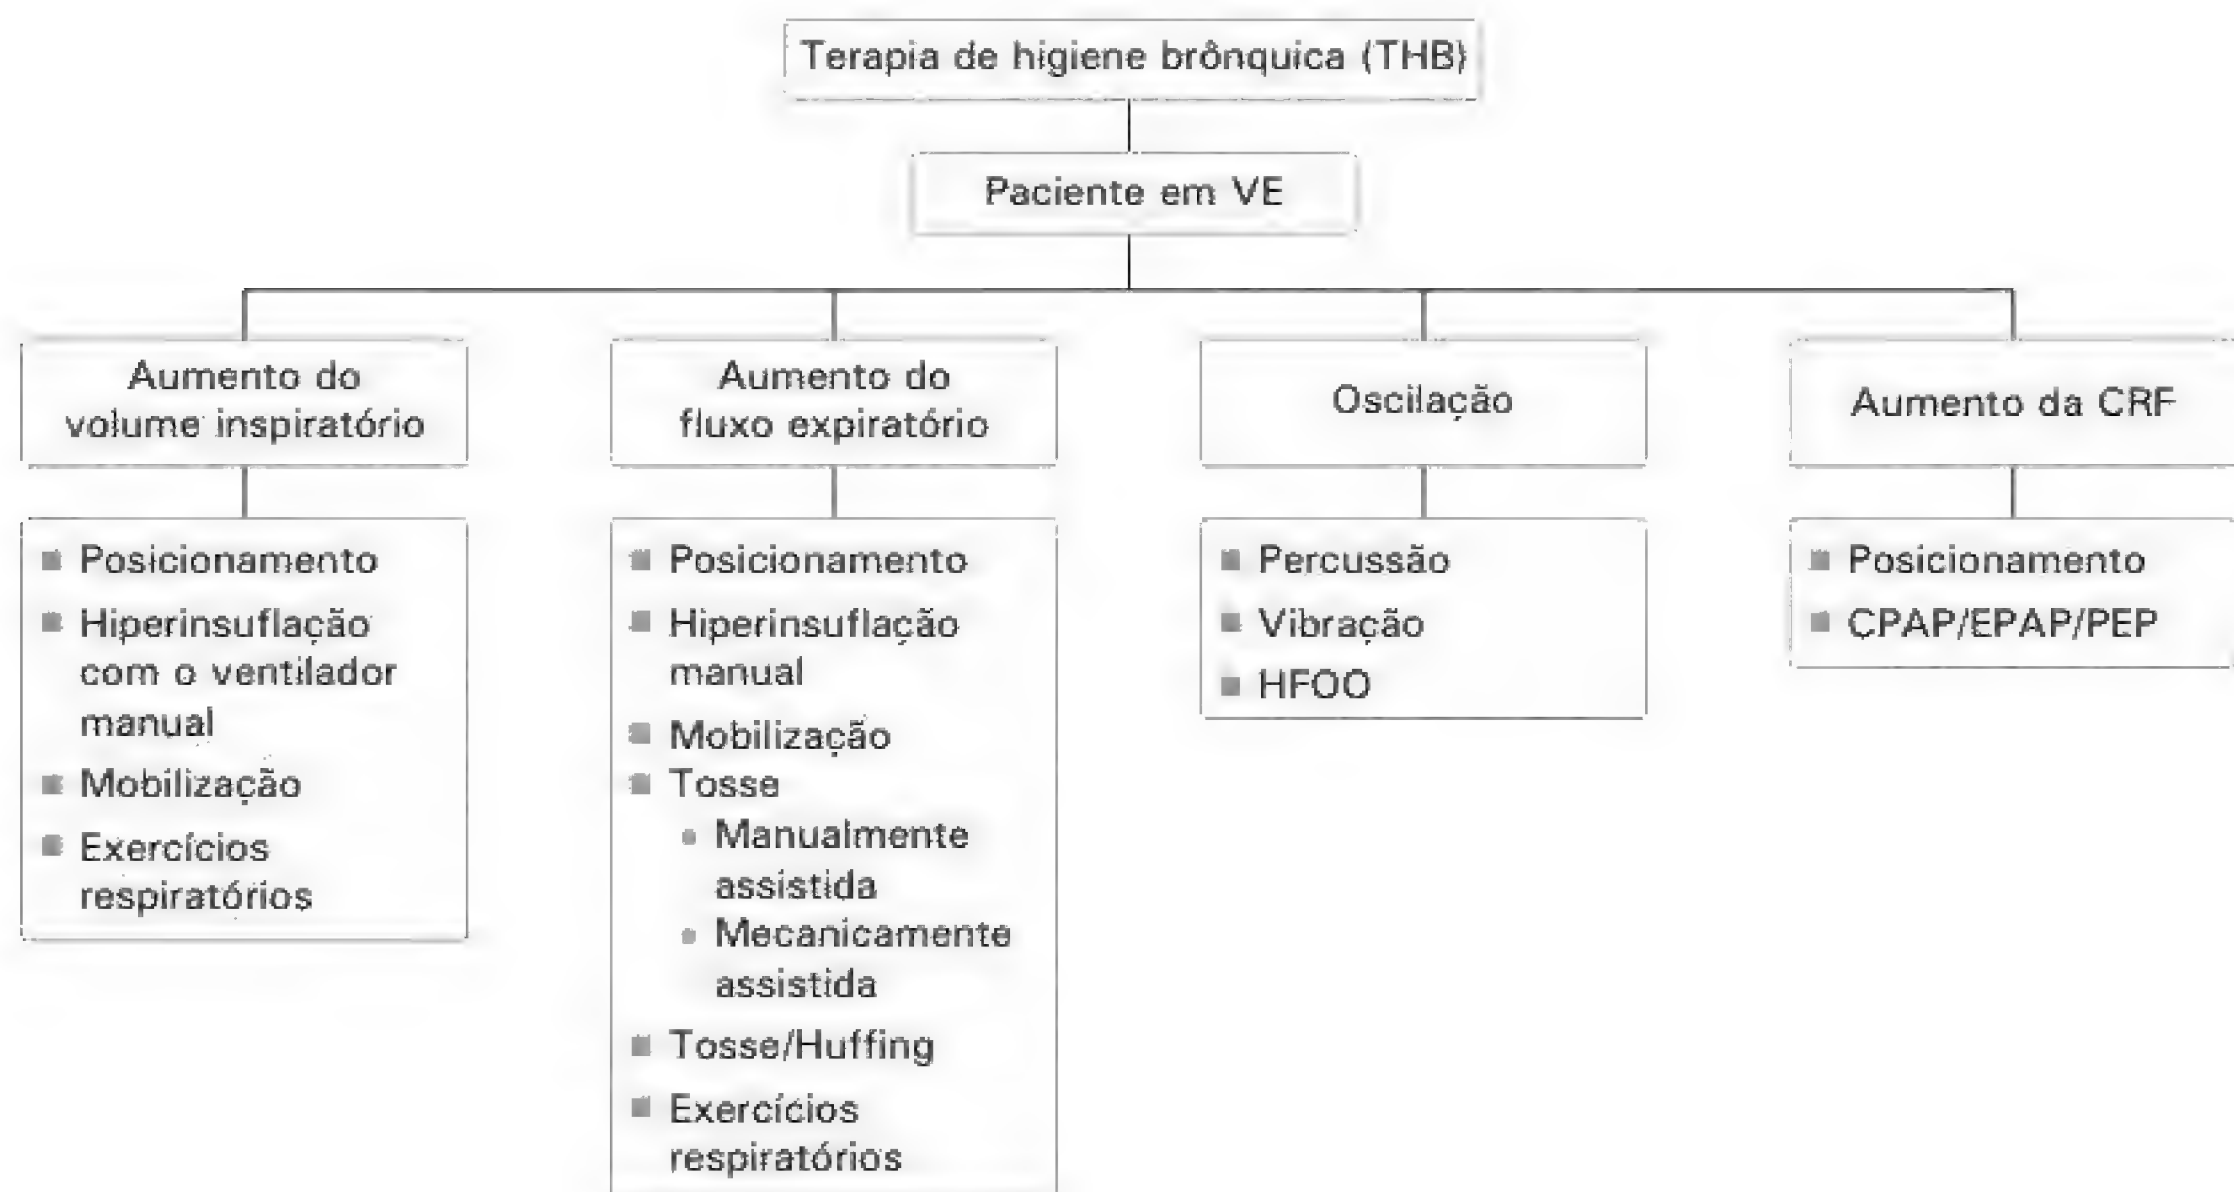 Terapia de higiene brônquica (THB)
Paciente em VE
Aumento do
volume inspiratório
Aumento do
fluxo expiratório
Oscilação
Aumento da CRF
Posicionamento
Hiperinsuflação
com o ventilador
manual
Mobilização
Exercícios
respiratórios
Posicionamento
Hiperinsuflação
manual
Mobilização
Tosse
Manualmente
assistida
Mecanicamente
assistida
Tosse/Huffing
Exercícios
respiratórios
Percussão
Vibração
HFOO
Posicionamento
CPAP/EPAP/PEP